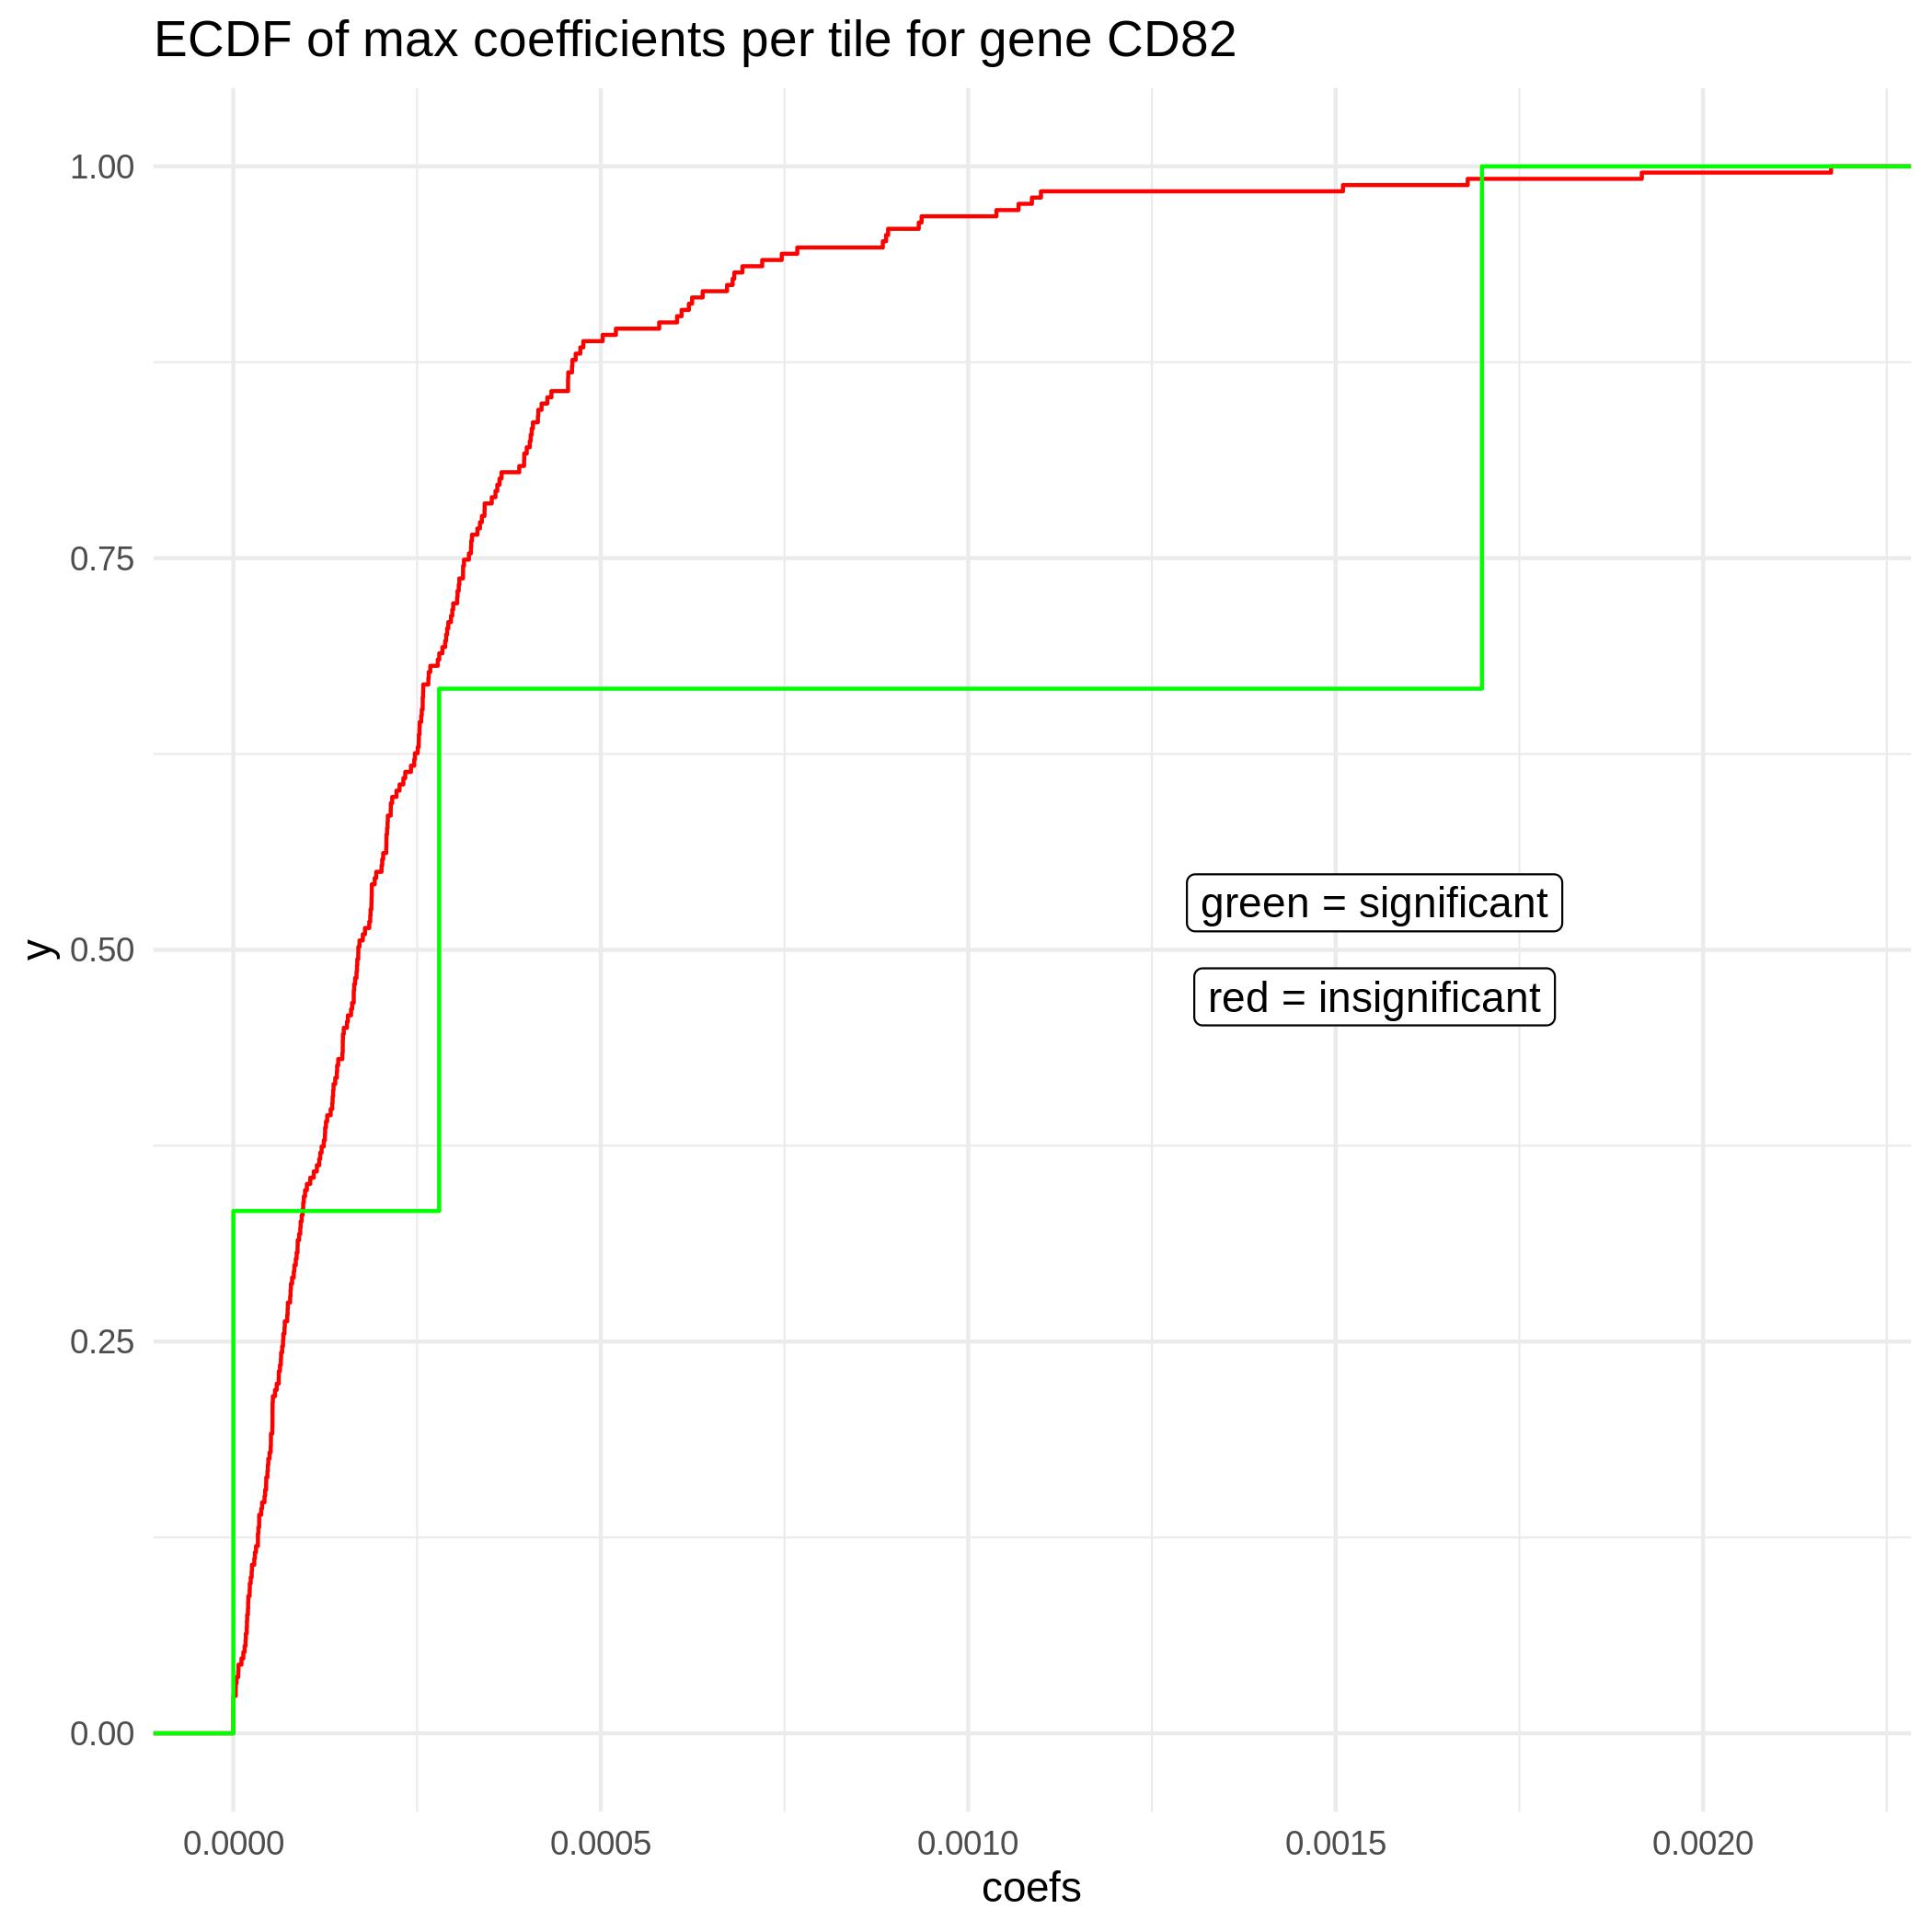 ECDF of max coefficients per tile for gene CD82
1.00
0.75
0.50
0.25
0.00
y
green = significant
red = insignificant
0.0000 0.0005 0.0010 0.0015 0.0020
coefs